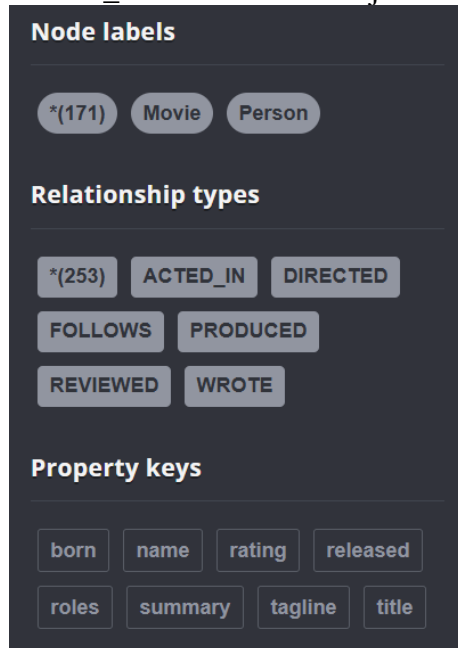 Node labels
*(171) Movie Person
Relationship types
*(253) ACTED_IN DIRECTED
FOLLOWS PRODUCED
REVIEWED WROTE
Property keys
born name rating released
roles summary tagline title